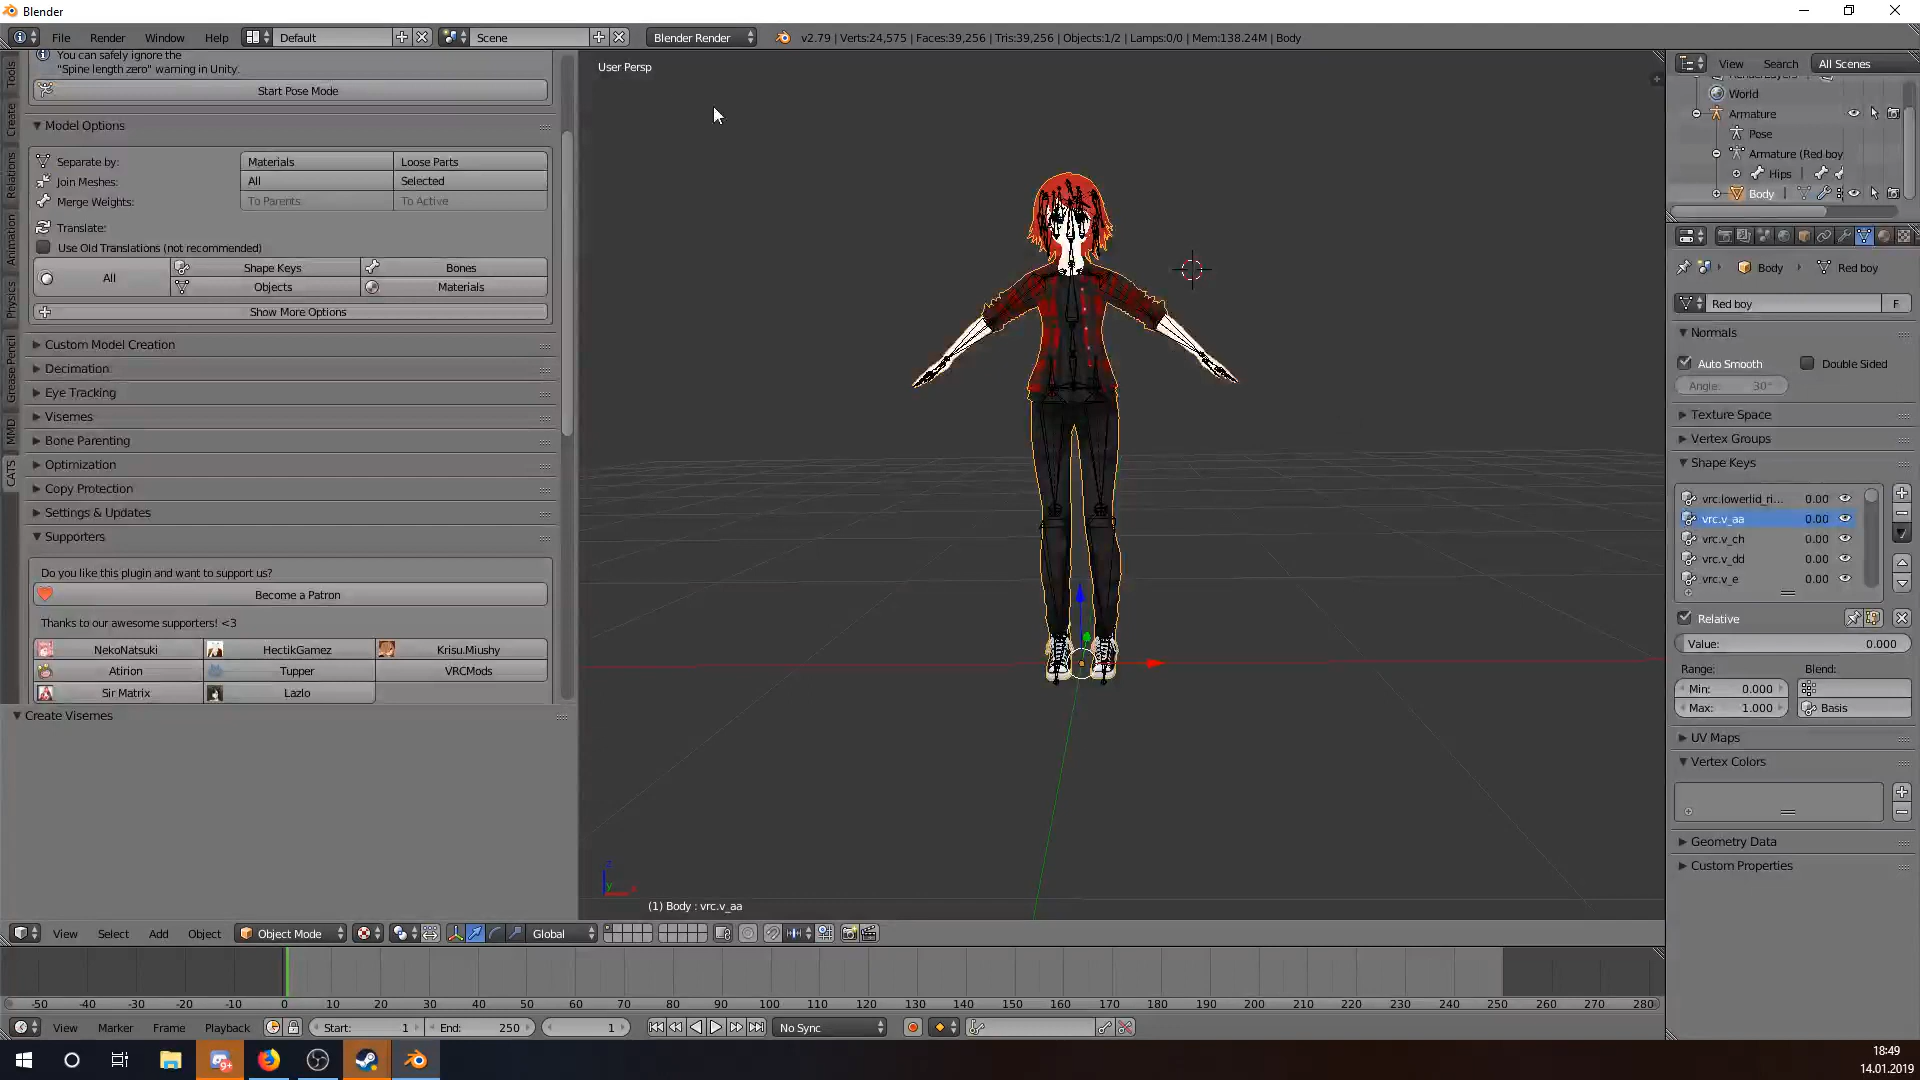 Blender
File Render Window Help Default Scene Blender Render v2.79 | Verts:24,575 | Faces:39,256 | Tris:39,256 | Objects:1/2 | Lamps:0/0 | Mem:138.24M | Body
You can safely ignore the
"Spine length zero" warning in Unity.
Start Pose Mode
Model Options
Separate by: Materials Loose Parts
Join Meshes: All Selected
Merge Weights: To Parents To Active
Translate:
Use Old Translations (not recommended)
All Shape Keys Bones
Objects Materials
Show More Options
Custom Model Creation
Decimation
Eye Tracking
Visemes
Bone Parenting
Optimization
Copy Protection
Settings & Updates
Supporters
Do you like this plugin and want to support us?
Become a Patron
Thanks to our awesome supporters! <3
NekoNatsuki HectikGamez Krisu.Miushy
Atirion Tupper VRCMods
Sir Matrix Lazlo
Create Visemes
Tools
Create
Relations
Animation
Physics
Grease Pencil
MMD
CATS
User Persp
(1) Body : vrc.v_aa
View Select Add Object Object Mode Global
-50 -40 -30 -20 -10 0 10 20 30 40 50 60 70 80 90 100 110 120 130 140 150 160 170 180 190 200 210 220 230 240 250 260 270 280
View Marker Frame Playback Start: 1 End: 250 1 No Sync
View Search All Scenes
World
Armature
Pose
Armature (Red boy
Hips
Body
Body Red boy
Red boy F
Normals
Auto Smooth Double Sided
Angle: 30°
Texture Space
Vertex Groups
Shape Keys
vrc.lowerlid_ri... 0.00
vrc.v_aa 0.00
vrc.v_ch 0.00
vrc.v_dd 0.00
vrc.v_e 0.00
Relative
Value: 0.000
Range: Blend:
Min: 0.000
Max: 1.000 Basis
UV Maps
Vertex Colors
Geometry Data
Custom Properties
18:49
14.01.2019